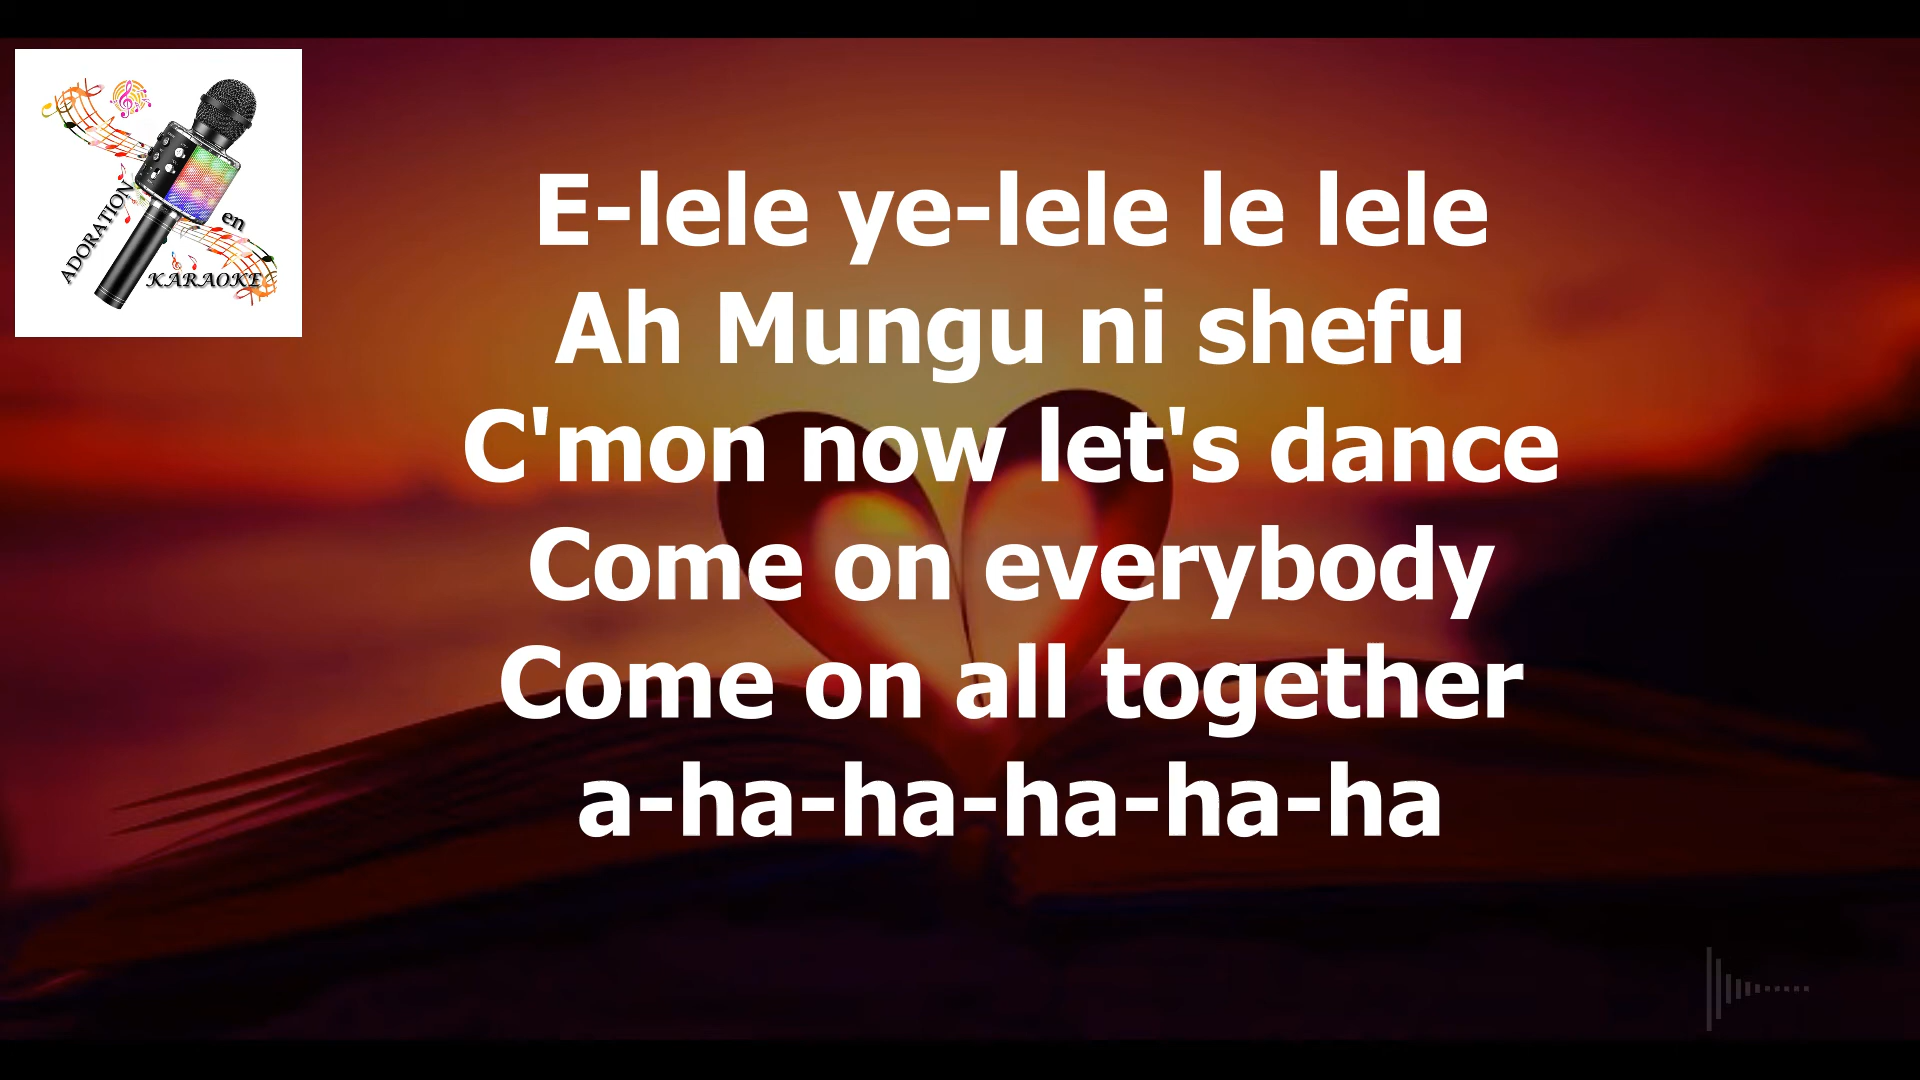 ADORATION
en
KARAOKE
E-lele ye-lele le lele
Ah Mungu ni shefu
C'mon now let's dance
Come on everybody
Come on all together
a-ha-ha-ha-ha-ha